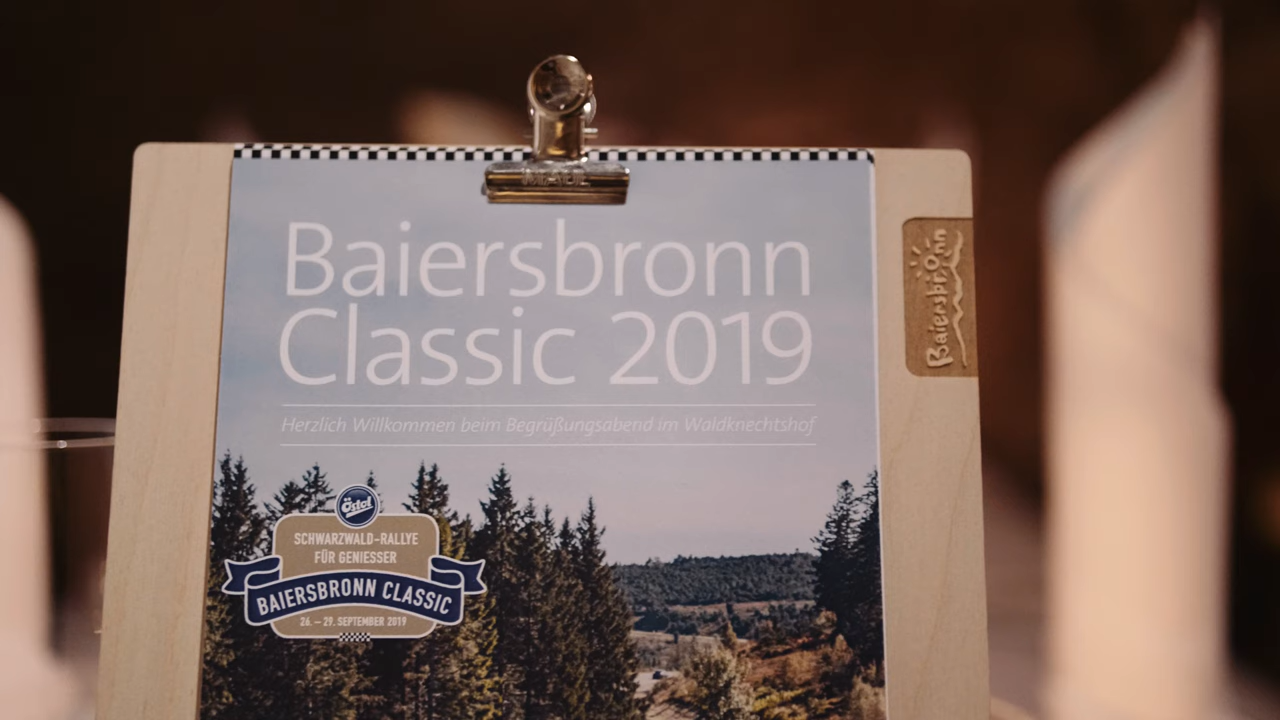 Baiersbronn
Classic 2019
Herzlich Willkommen beim Begrüßungsabend im Waldknechtshof
Östol
SCHWARZWALD-RALLYE
FÜR GENIESSER
BAIERSBRONN CLASSIC
26. – 29. SEPTEMBER 2019
Baiersbronn